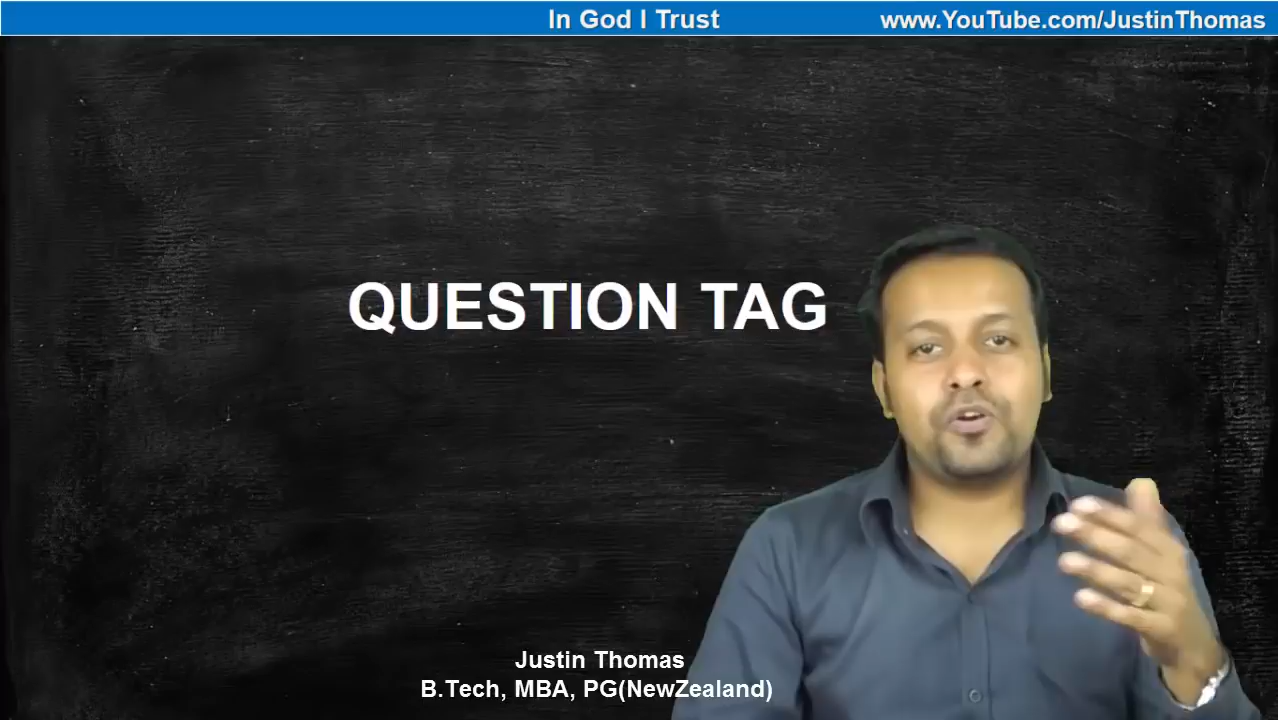 In God I Trust
www.YouTube.com/JustinThomas
QUESTION TAG
Justin Thomas
B.Tech, MBA, PG(NewZealand)